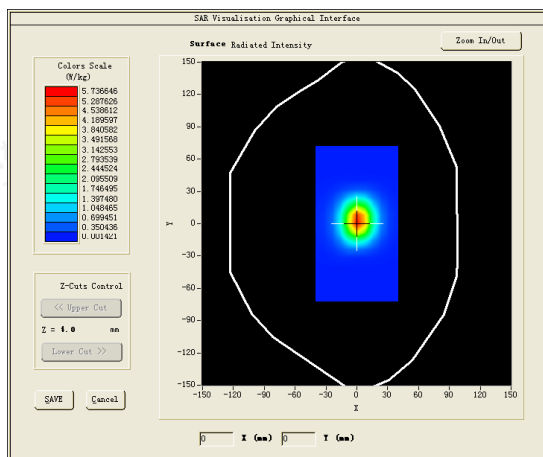 SAR Visualisation Graphical Interface
Surface Radiated Intensity
Zoom In/Out
Colors Scale
(W/kg)
5.736646
5.287626
4.538612
4.189597
3.840582
3.491568
3.142553
2.793539
2.444524
2.095509
1.746495
1.397480
1.048465
0.699451
0.350436
0.001421
150
120
90
60
30
0
-30
-60
-90
-120
-150
Y
-150 -120 -90 -60 -30 0 30 60 90 120 150
X
Z-Cuts Control
<< Upper Cut
Z = 4.0 mm
Lower Cut >>
SAVE Cancel
0 X (mm) 0 Y (mm)